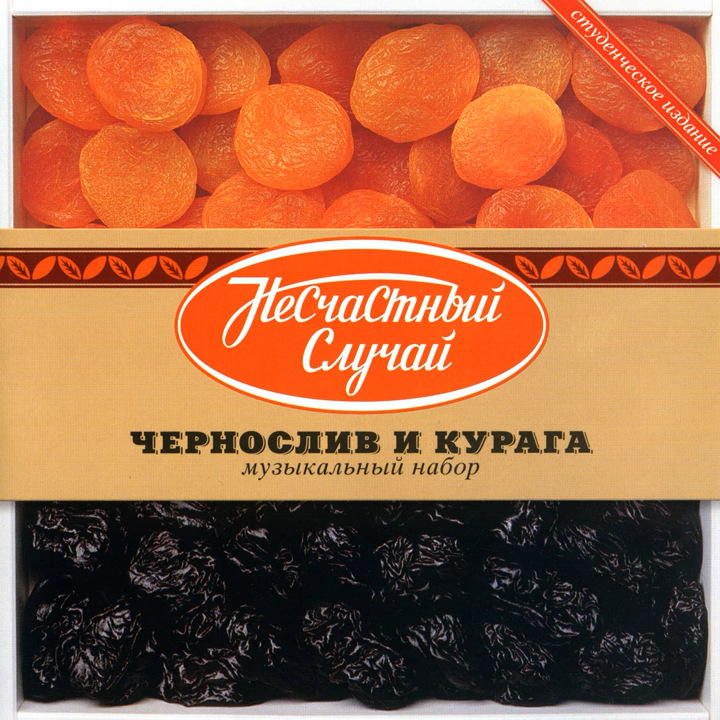 студенческое издание
Несчастный
Случай
ЧЕРНОСЛИВ И КУРАГА
музыкальный набор